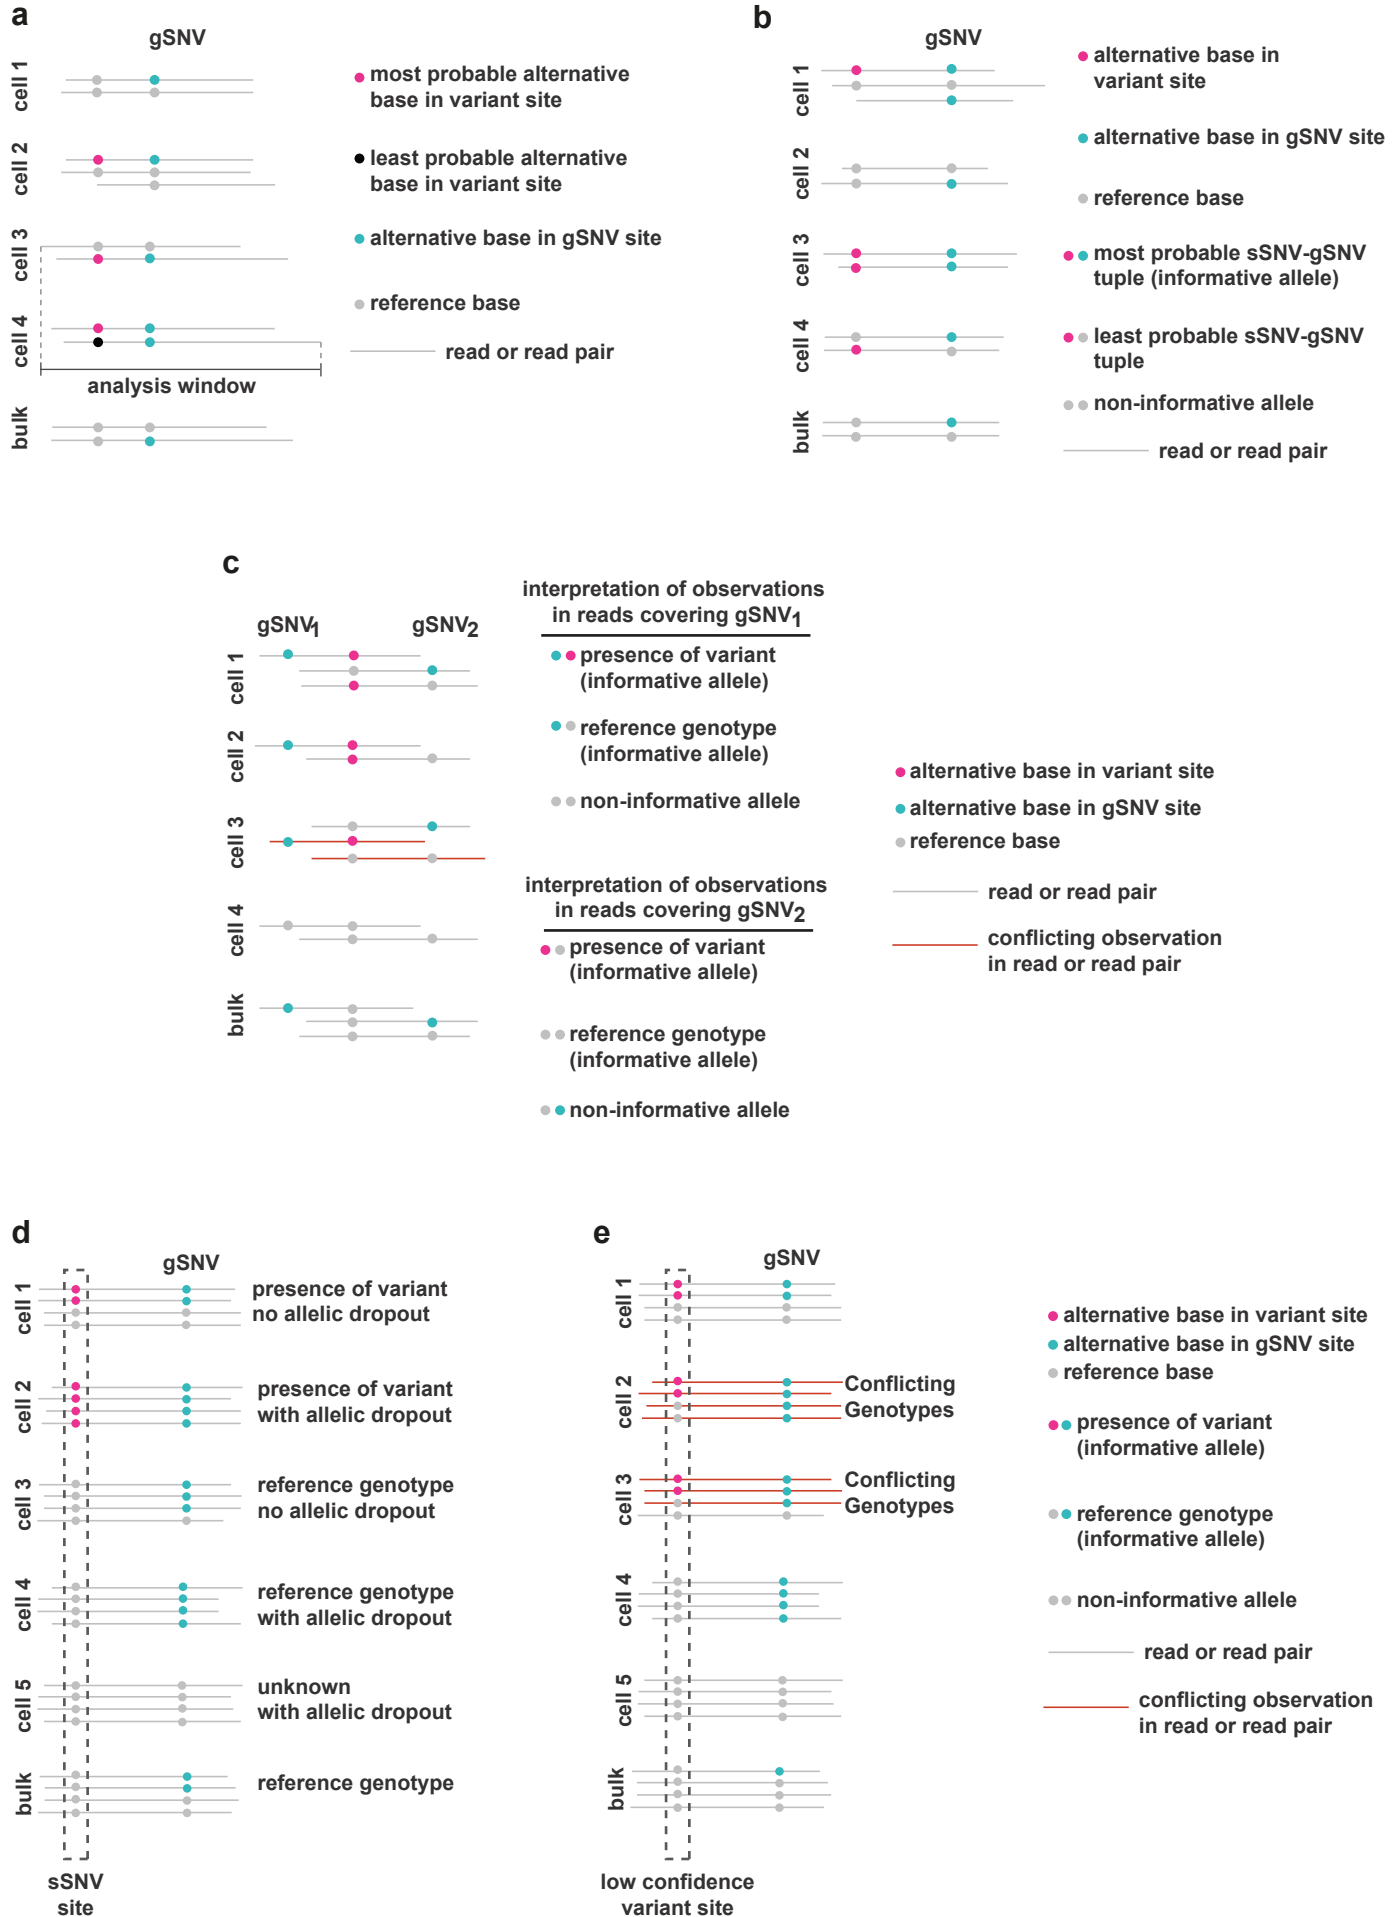 a
gSNV
cell 1
cell 2
cell 3
cell 4
analysis window
bulk
most probable alternative
base in variant site
least probable alternative
base in variant site
alternative base in gSNV site
reference base
read or read pair
b
gSNV
cell 1
cell 2
cell 3
cell 4
bulk
alternative base in
variant site
alternative base in gSNV site
reference base
most probable sSNV-gSNV
tuple (informative allele)
least probable sSNV-gSNV
tuple
non-informative allele
read or read pair
c
gSNV1
gSNV2
cell 1
cell 2
cell 3
cell 4
bulk
interpretation of observations
in reads covering gSNV1
presence of variant
(informative allele)
reference genotype
(informative allele)
non-informative allele
interpretation of observations
in reads covering gSNV2
presence of variant
(informative allele)
reference genotype
(informative allele)
non-informative allele
alternative base in variant site
alternative base in gSNV site
reference base
read or read pair
conflicting observation
in read or read pair
d
gSNV
cell 1
presence of variant
no allelic dropout
cell 2
presence of variant
with allelic dropout
cell 3
reference genotype
no allelic dropout
cell 4
reference genotype
with allelic dropout
cell 5
unknown
with allelic dropout
bulk
reference genotype
sSNV
site
e
gSNV
cell 1
cell 2
Conflicting
Genotypes
cell 3
Conflicting
Genotypes
cell 4
cell 5
bulk
low confidence
variant site
alternative base in variant site
alternative base in gSNV site
reference base
presence of variant
(informative allele)
reference genotype
(informative allele)
non-informative allele
read or read pair
conflicting observation
in read or read pair